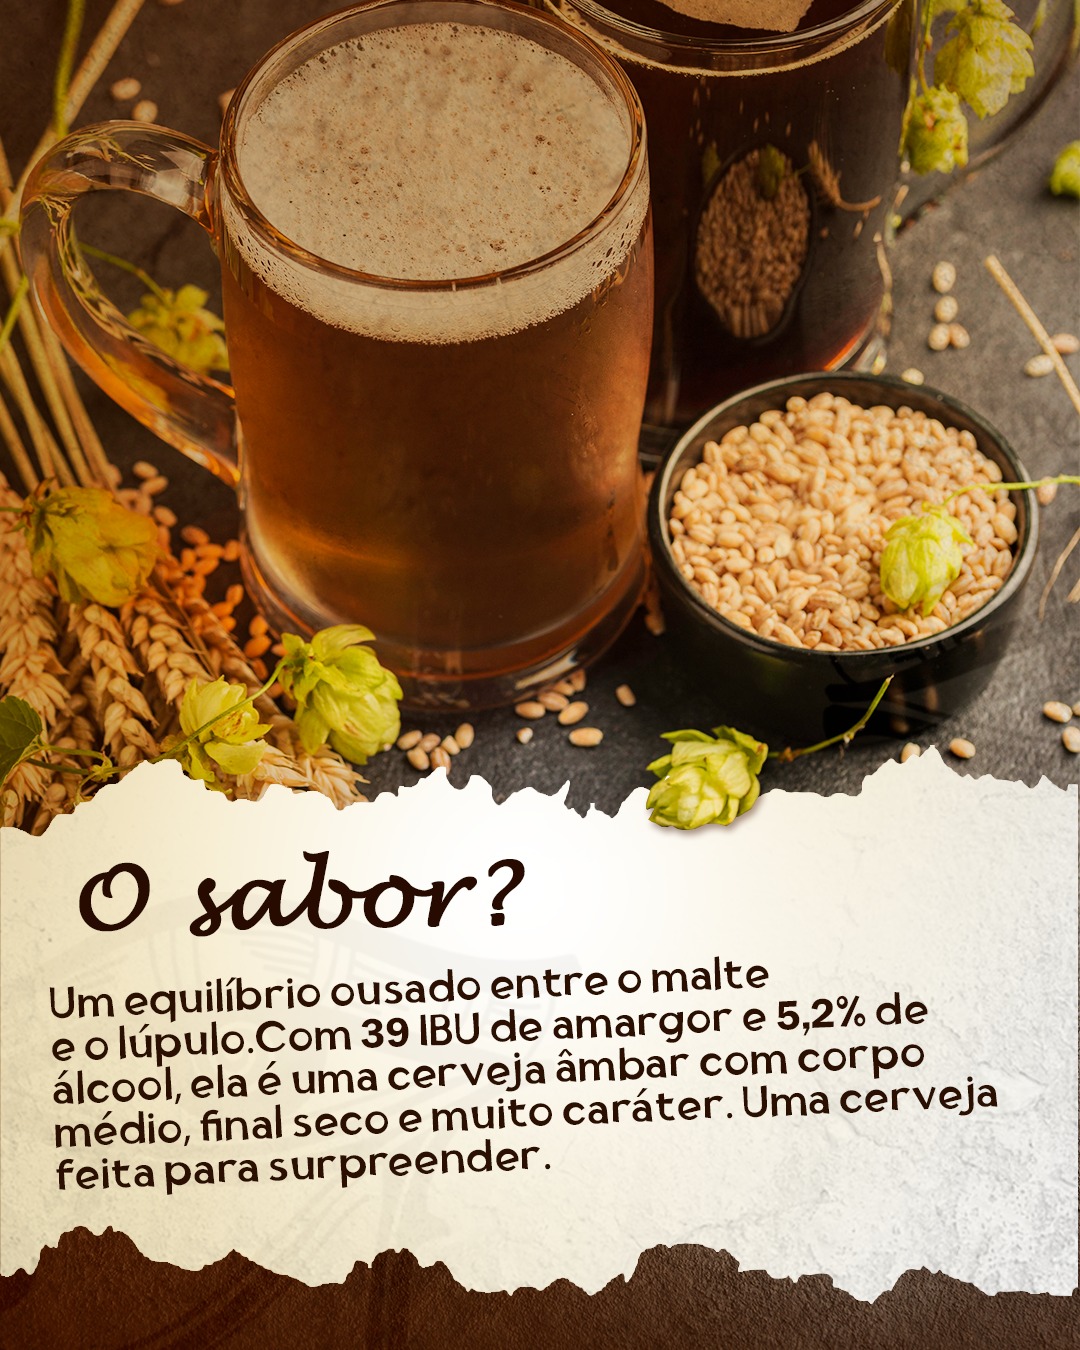 O sabor?
Um equilíbrio ousado entre o malte
e o lúpulo.Com 39 IBU de amargor e 5,2% de
álcool, ela é uma cerveja âmbar com corpo
médio, final seco e muito caráter. Uma cerveja
feita para surpreender.